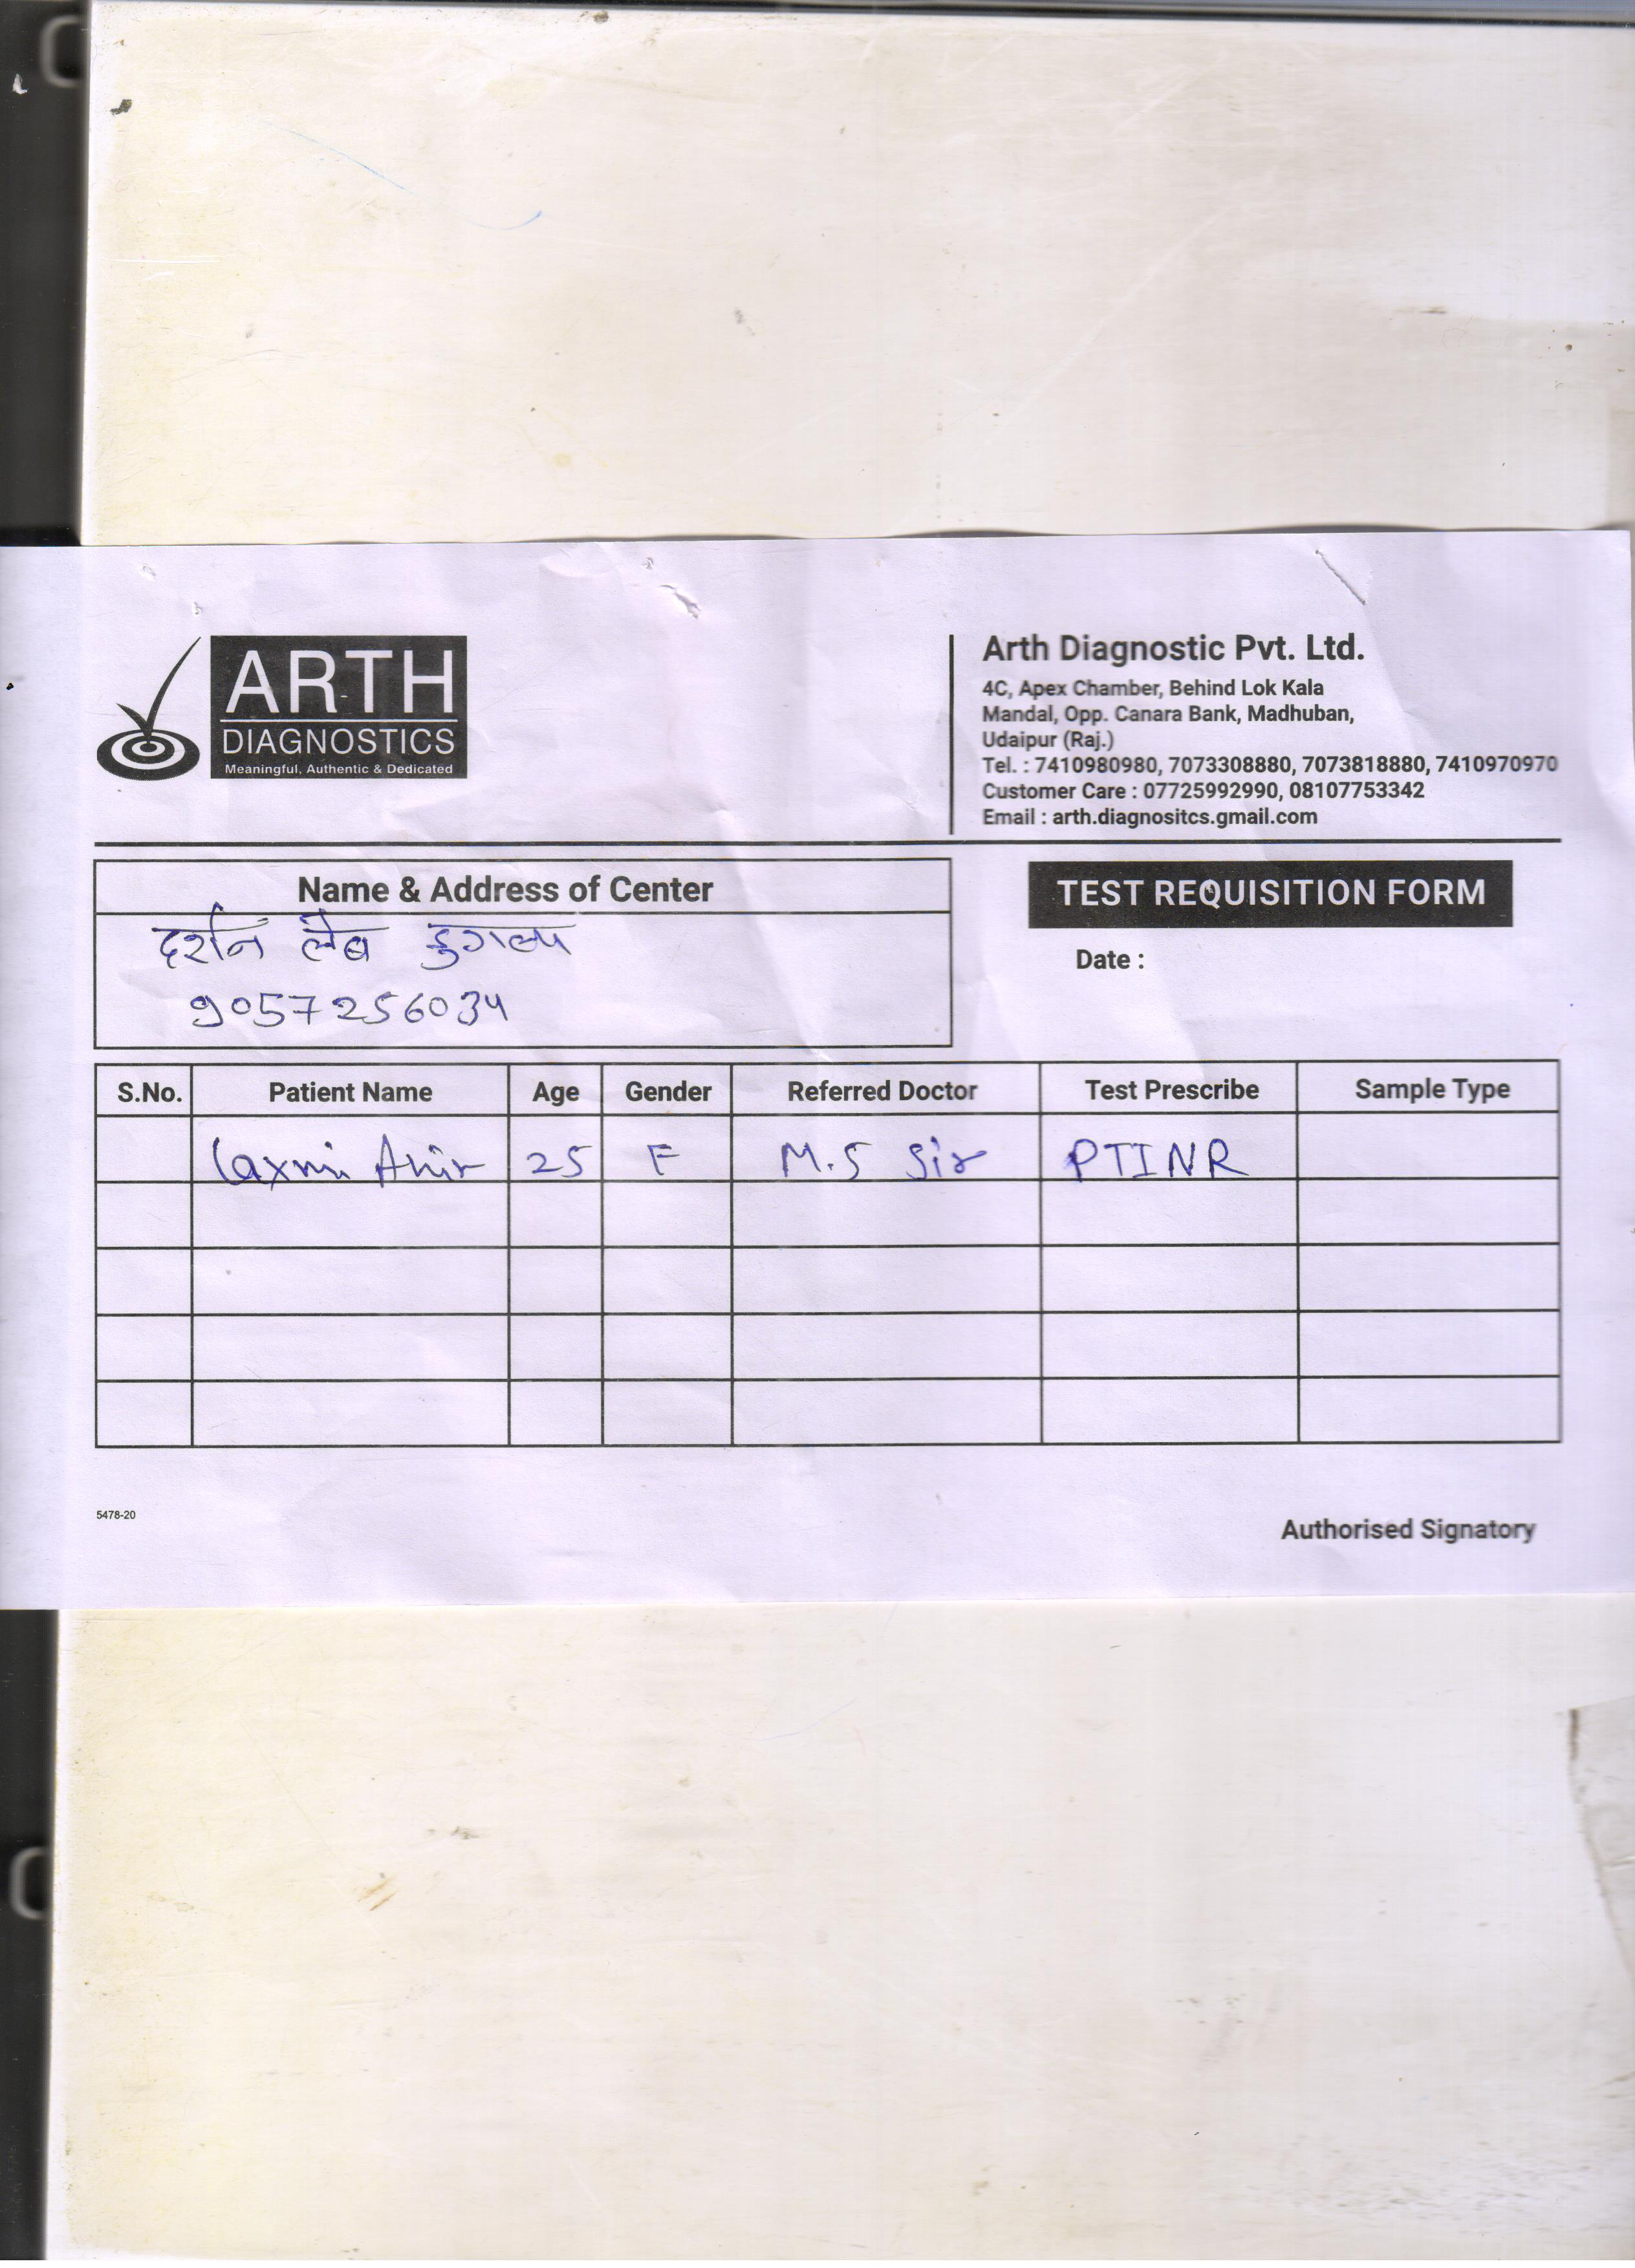 ARTH
DIAGNOSTICS
Meaningful, Authentic & Dedicated
Arth Diagnostic Pvt. Ltd.
4C, Apex Chamber, Behind Lok Kala
Mandal, Opp. Canara Bank, Madhuban,
Udaipur (Raj.)
Tel. : 7410980980, 7073308880, 7073818880, 7410970970
Customer Care : 07725992990, 08107753342
Email : arth.diagnositcs.gmail.com
Name & Address of Center
दर्शन लैब डुंगला
9057256034
TEST REQUISITION FORM
Date :
S.No. Patient Name Age Gender Referred Doctor Test Prescribe Sample Type
Laxmi Ahir 25 F M.S Sir PTINR
5478-20
Authorised Signatory